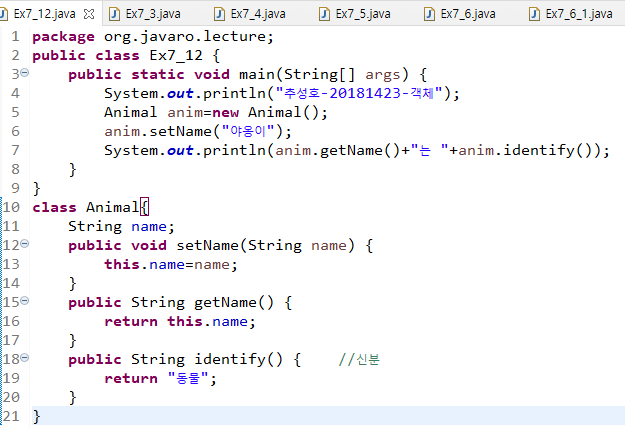 Ex7_12.java Ex7_3.java Ex7_4.java Ex7_5.java Ex7_6.java Ex7_6_1.java
1 package org.javaro.lecture;
2 public class Ex7_12 {
3 public static void main(String[] args) {
4 System.out.println("추성호-20181423-객체");
5 Animal anim=new Animal();
6 anim.setName("야옹이");
7 System.out.println(anim.getName()+"는 "+anim.identify());
8 }
9 }
10 class Animal{
11 String name;
12 public void setName(String name) {
13 this.name=name;
14 }
15 public String getName() {
16 return this.name;
17 }
18 public String identify() { //신분
19 return "동물";
20 }
21 }